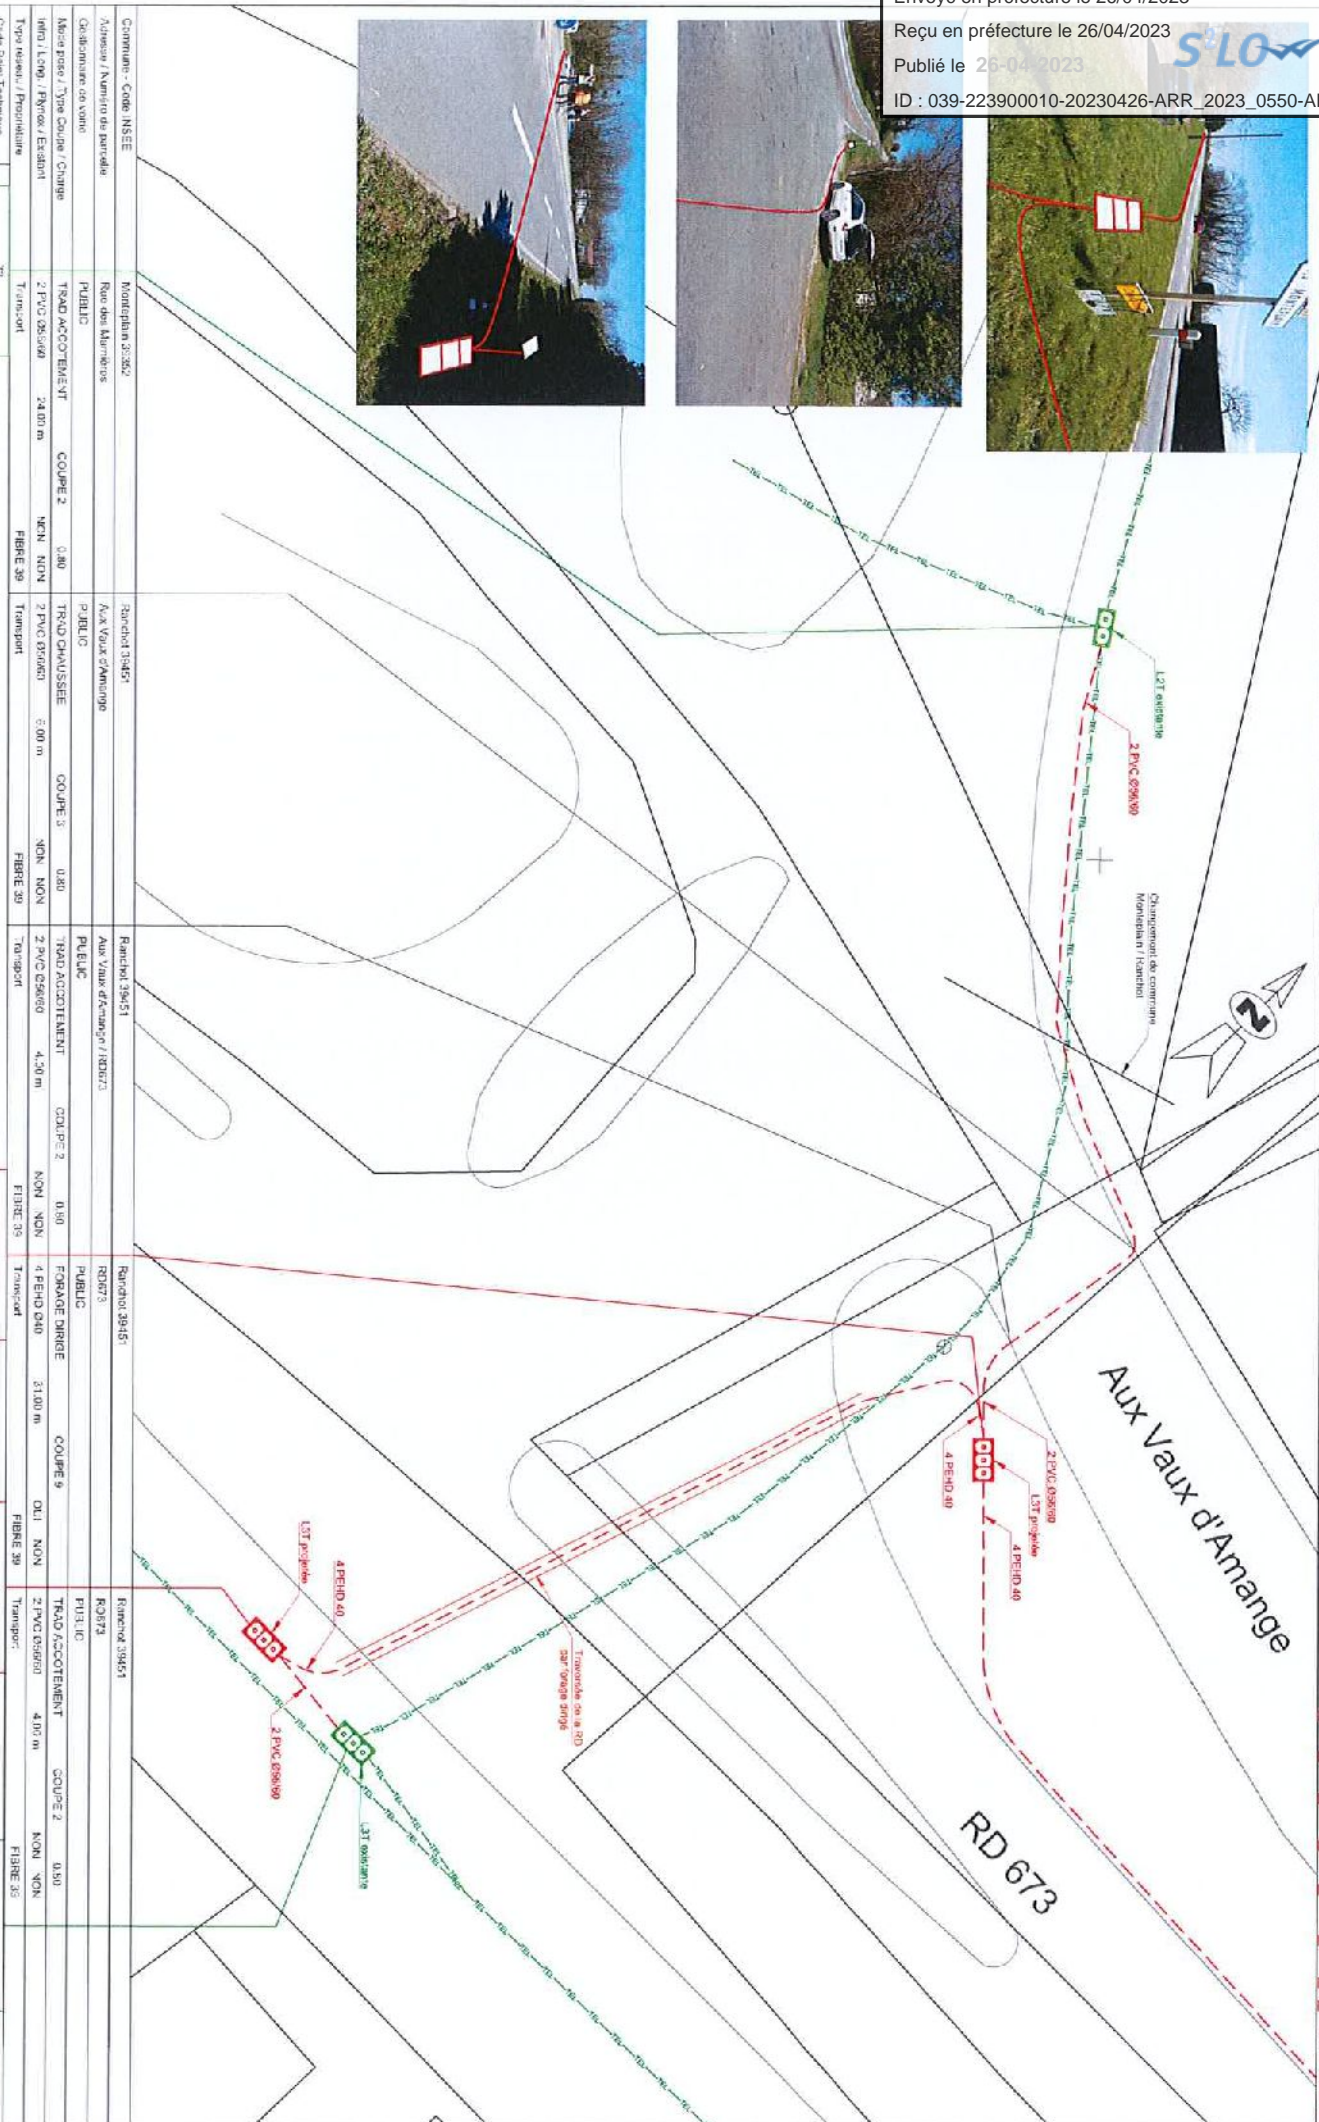 Reçu en préfecture le 26/04/2023
Publié le 26-04-2023
S²LO
ID : 039-223900010-20230426-ARR_2023_0550-A
L2T existante
2 PVC Ø56/60
Changement de commune
Monteplain / Ranchot
N
Aux Vaux d'Amange
2 PVC Ø56/60
L3T projetée
4 PEHD 40
4 PEHD 40
RD 673
Traversée de la RD
par forage dirigé
4 PEHD 40
L3T projetée
2 PVC Ø56/60
L3T existante
TEL
Commune - Code INSEE Monteplain 39352 Ranchot 39451 Ranchot 39451 Ranchot 39451 Ranchot 39451
Adresse / Numéro de parcelle Rue des Marnières Aux Vaux d'Amange Aux Vaux d'Amange / RD673 RD673 RD673
Gestionnaire de voirie PUBLIC PUBLIC PUBLIC PUBLIC PUBLIC
Mode pose / Type Coupe / Charge TRAD ACCOTEMENT COUPE 2 0.80 TRAD CHAUSSEE COUPE 3 0.80 TRAD ACCOTEMENT COUPE 2 0.80 FORAGE DIRIGE COUPE 9 TRAD ACCOTEMENT COUPE 2
Infra / Long. / Plynox / Existant 2 PVC Ø56/60 24.00 m NON NON 2 PVC Ø56/60 6.00 m NON NON 2 PVC Ø56/60 NON NON 4 PEHD Ø40 31.00 m OUI NON 2 PVC Ø56/60 4.00 m NON NON
Type réseau / Propriétaire Transport FIBRE 39 Transport FIBRE 39 Transport FIBRE 39 Transport FIBRE 39 Transport FIBRE 39